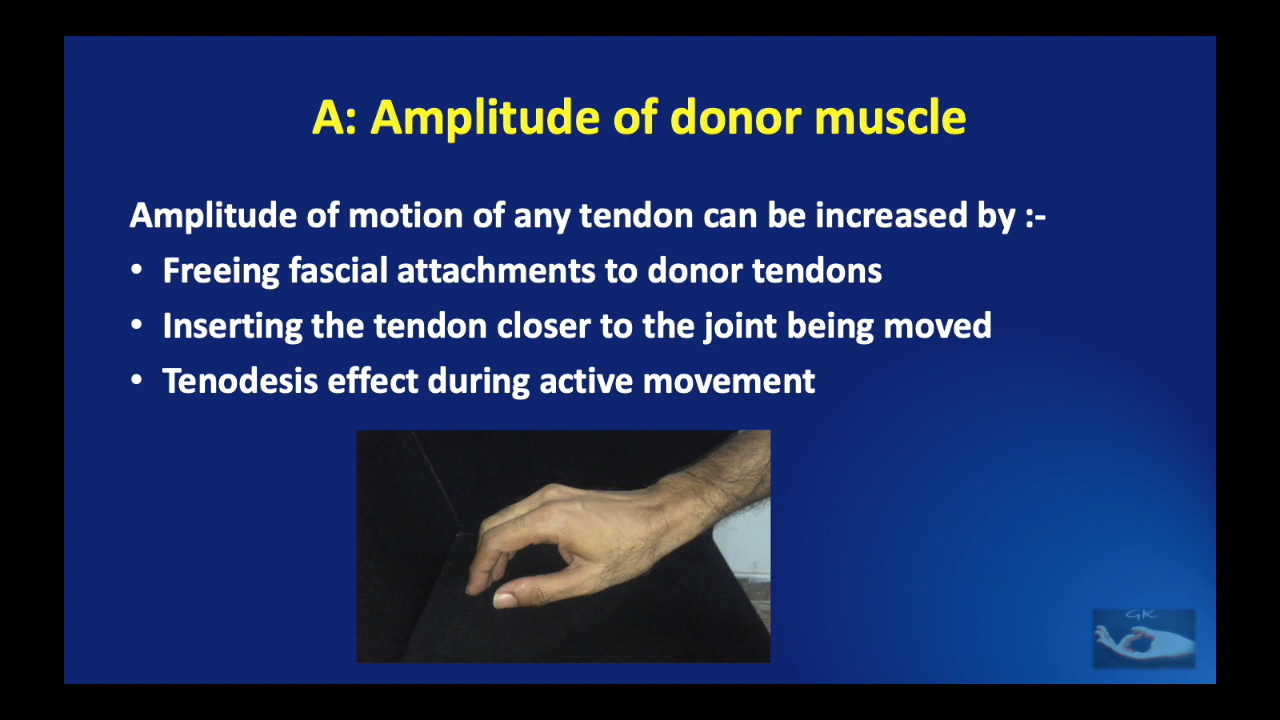 A: Amplitude of donor muscle
Amplitude of motion of any tendon can be increased by :-
• Freeing fascial attachments to donor tendons
• Inserting the tendon closer to the joint being moved
• Tenodesis effect during active movement
GK